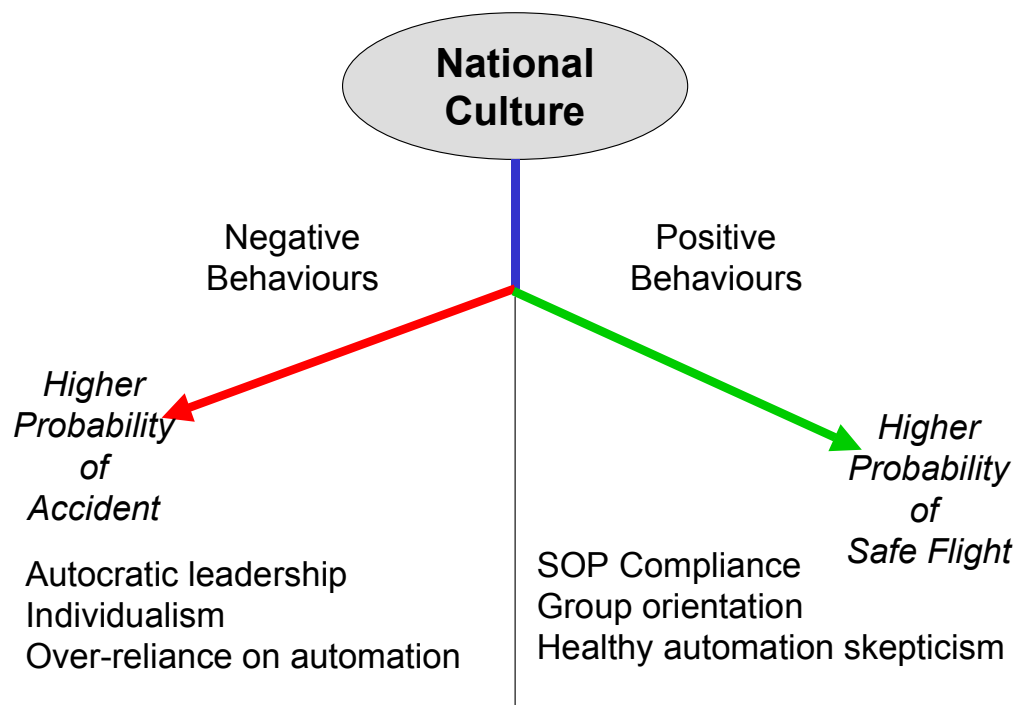 National
Culture
Negative
Behaviours
Positive
Behaviours
Higher
Probability
of
Accident
Higher
Probability
of
Safe Flight
Autocratic leadership
Individualism
Over-reliance on automation
SOP Compliance
Group orientation
Healthy automation skepticism